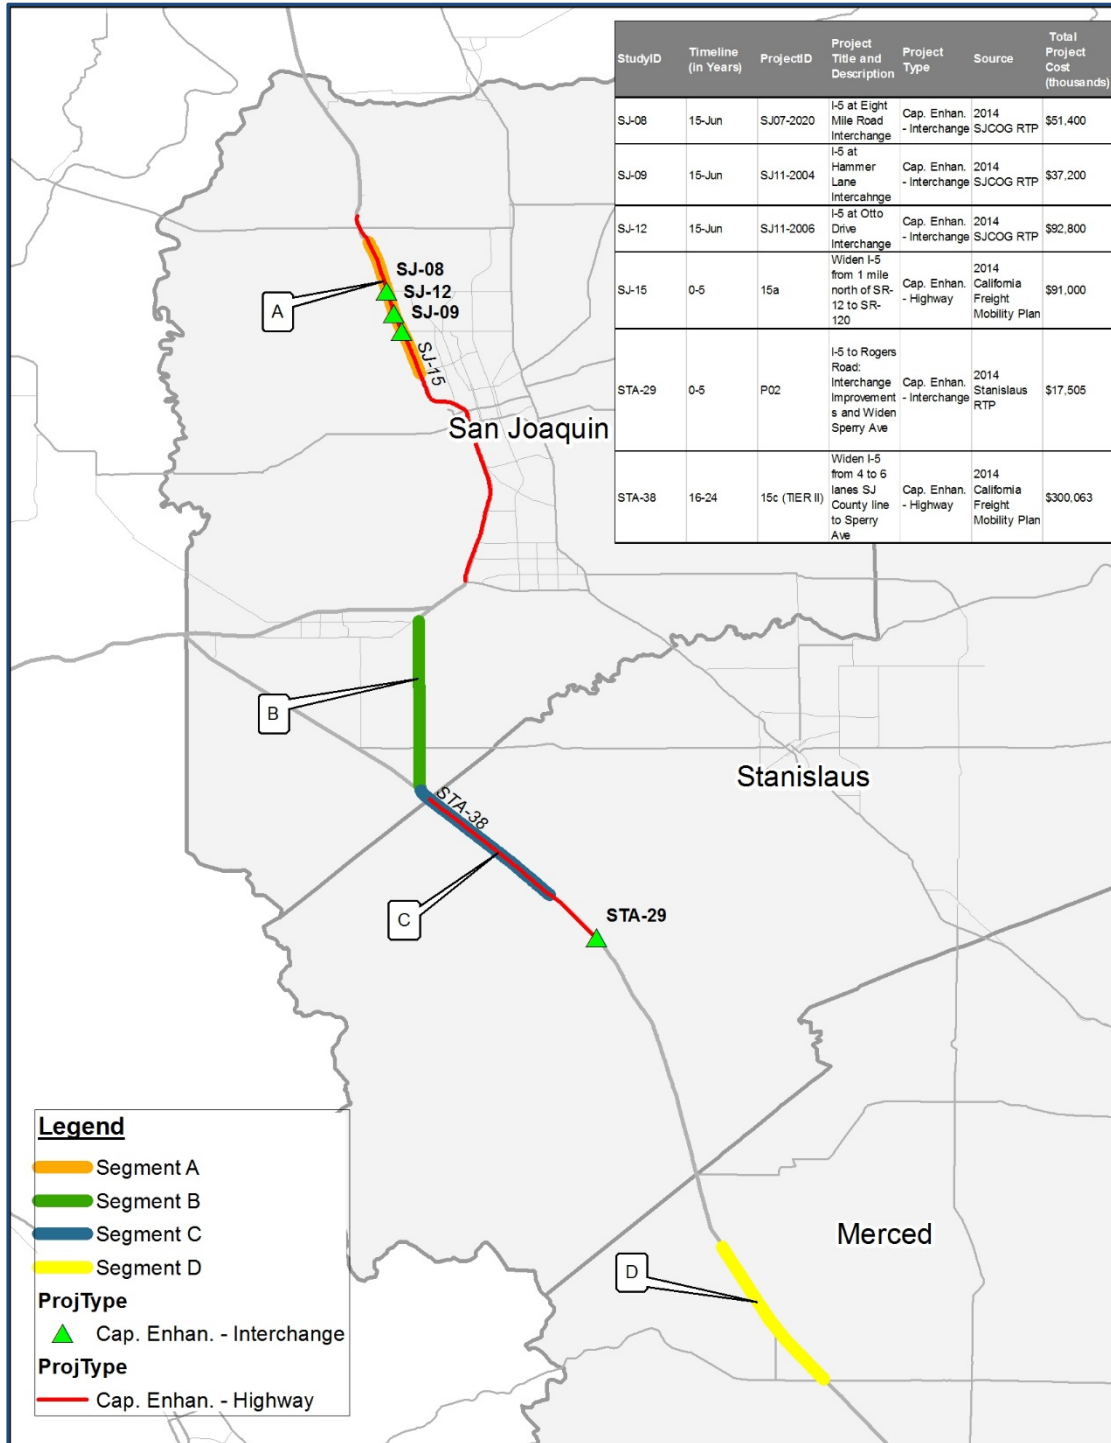 StudyID Timeline (in Years) ProjectID Project Title and Description Project Type Source Total Project Cost (thousands)
SJ-08 15-Jun SJ07-2020 I-5 at Eight Mile Road Interchange Cap. Enhan. - Interchange 2014 SJCOG RTP $51,400
SJ-09 15-Jun SJ11-2004 I-5 at Hammer Lane Intercahnge Cap. Enhan. - Interchange 2014 SJCOG RTP $37,200
SJ-12 15-Jun SJ11-2006 I-5 at Otto Drive Interchange Cap. Enhan. - Interchange 2014 SJCOG RTP $92,800
SJ-15 0-5 15a Widen I-5 from 1 mile north of SR-12 to SR-120 Cap. Enhan. - Highway 2014 California Freight Mobility Plan $91,000
STA-29 0-5 P02 I-5 to Rogers Road: Interchange Improvements and Widen Sperry Ave Cap. Enhan. - Interchange 2014 Stanislaus RTP $17,505
STA-38 16-24 15c (TIER II) Widen I-5 from 4 to 6 lanes SJ County line to Sperry Ave Cap. Enhan. - Highway 2014 California Freight Mobility Plan $300,063
SJ-08
A
SJ-12
SJ-09
SJ-15
San Joaquin
B
Stanislaus
STA-38
C
STA-29
Merced
D
Legend
Segment A
Segment B
Segment C
Segment D
ProjType
Cap. Enhan. - Interchange
ProjType
Cap. Enhan. - Highway